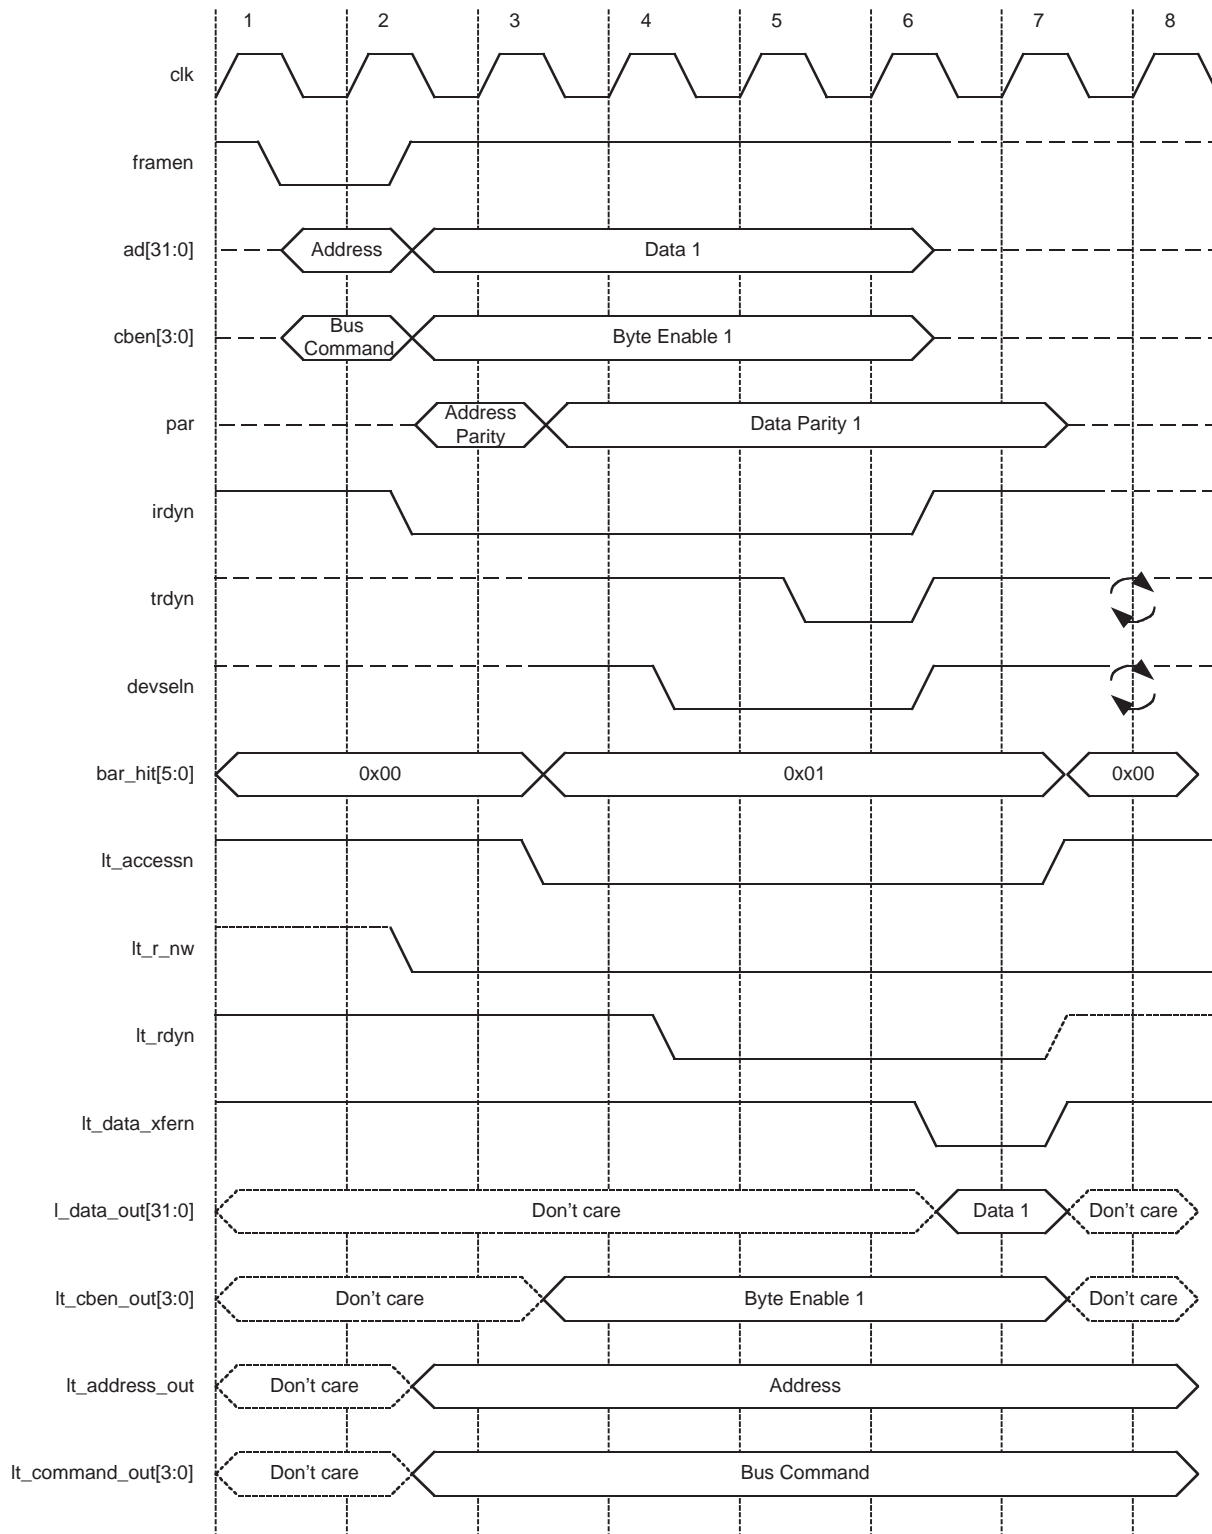 1 2 3 4 5 6 7 8
clk
framen
ad[31:0] Address Data 1
cben[3:0] Bus Command Byte Enable 1
par Address Parity Data Parity 1
irdyn
trdyn
devseln
bar_hit[5:0] 0x00 0x01 0x00
lt_accessn
lt_r_nw
lt_rdyn
lt_data_xfern
l_data_out[31:0] Don't care Data 1 Don't care
lt_cben_out[3:0] Don't care Byte Enable 1 Don't care
lt_address_out Don't care Address
lt_command_out[3:0] Don't care Bus Command